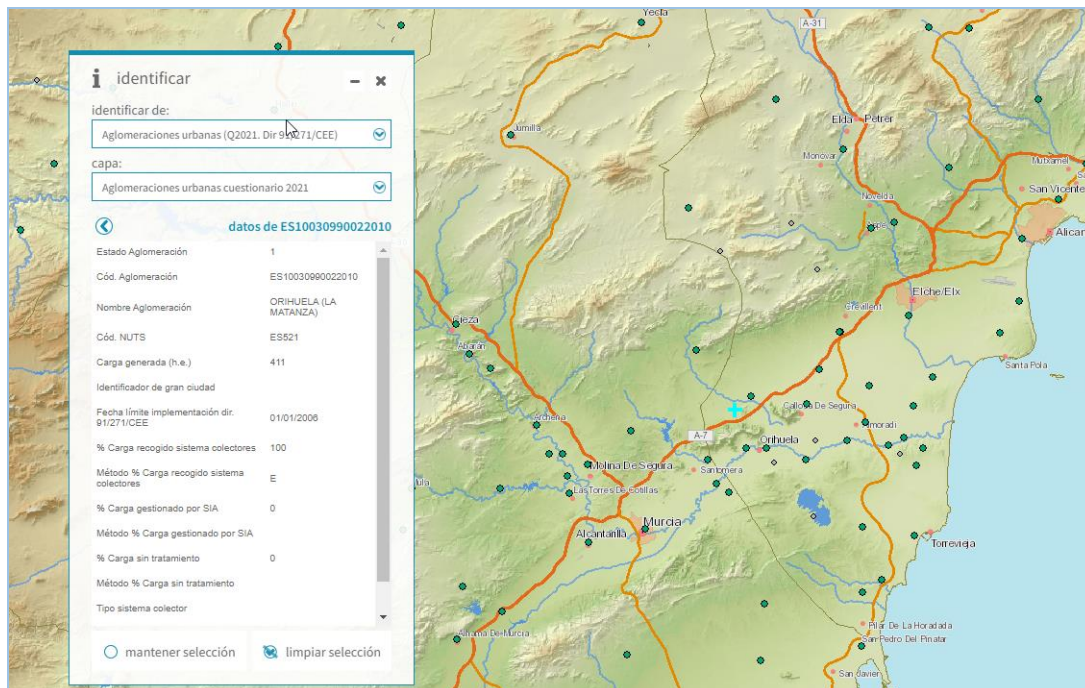 identificar
identificar de:
Aglomeraciones urbanas (Q2021. Dir 91/271/CEE)
capa:
Aglomeraciones urbanas cuestionario 2021
datos de ES10030990022010
Estado Aglomeración 1
Cód. Aglomeración ES10030990022010
Nombre Aglomeración ORIHUELA (LA
MATANZA)
Cód. NUTS ES521
Carga generada (h.e.) 411
Identificador de gran ciudad
Fecha límite implementación dir.
91/271/CEE 01/01/2006
% Carga recogido sistema colectores 100
Método % Carga recogido sistema
colectores E
% Carga gestionado por SIA 0
Método % Carga gestionado por SIA
% Carga sin tratamiento 0
Método % Carga sin tratamiento
Tipo sistema colector
mantener selección
limpiar selección
Yecla
A-31
Jumilla
Elda
Petrer
Monovar
Mutxamel
San Vicente
Novelda
Alican
Elche/Elx
Crevillent
Cieza
Abarán
Santa Pola
Archena
Callosa De Segura
Almoradi
A-7
Orihuela
Molina De Segura
Santomera
Las Torres De Cotillas
Murcia
Alcantarilla
Torrevieja
Alhama De Murcia
Pilar De La Horadada
San Pedro Del Pinatar
San Javier